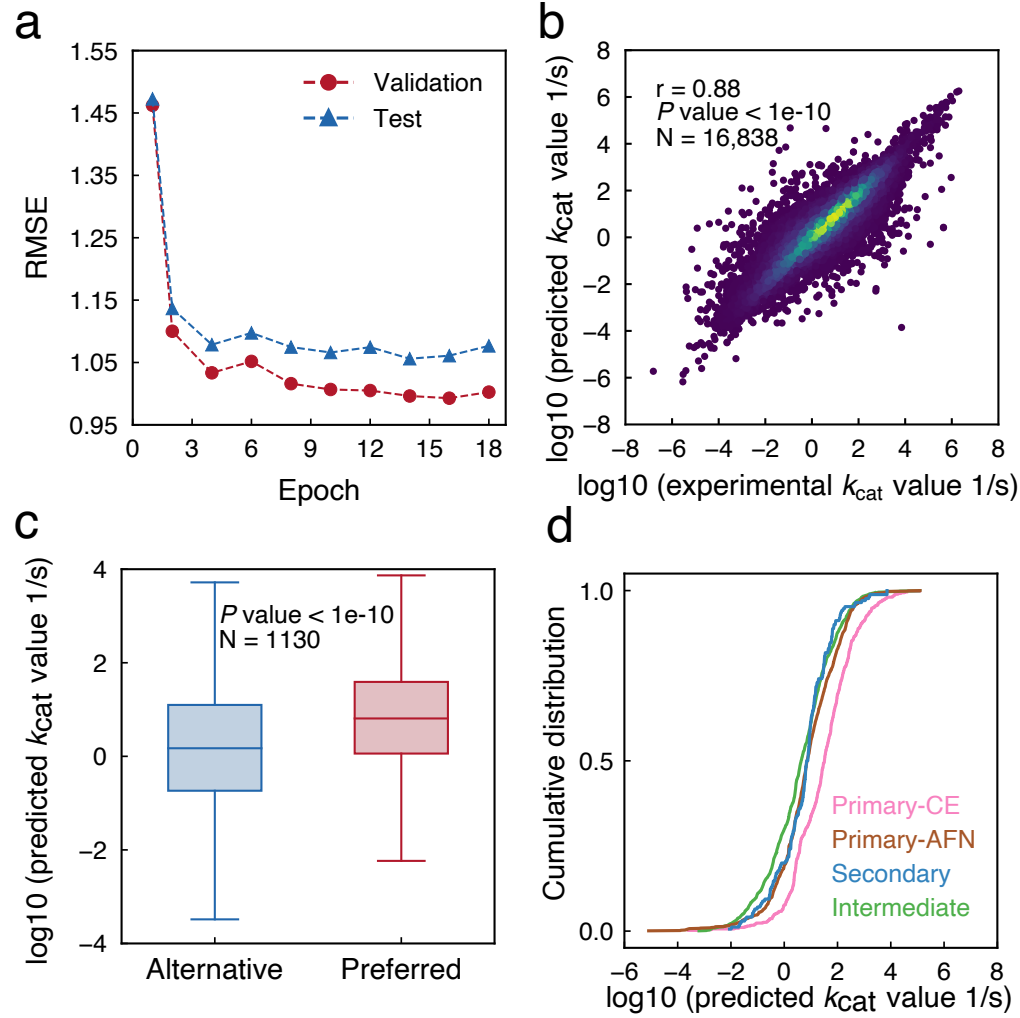 a
1.55
1.45
1.35
1.25
1.15
1.05
0.95
RMSE
Validation
Test
0 3 6 9 12 15 18
Epoch
b
8
6
4
2
0
−2
−4
−6
−8
log10 (predicted kcat value 1/s)
r = 0.88
P value < 1e-10
N = 16,838
−8 −6 −4 −2 0 2 4 6 8
log10 (experimental kcat value 1/s)
c
4
2
0
−2
−4
log10 (predicted kcat value 1/s)
P value < 1e-10
N = 1130
Alternative Preferred
d
1.0
0.5
0.0
Cumulative distribution
Primary-CE
Primary-AFN
Secondary
Intermediate
−6 −4 −2 0 2 4 6 8
log10 (predicted kcat value 1/s)